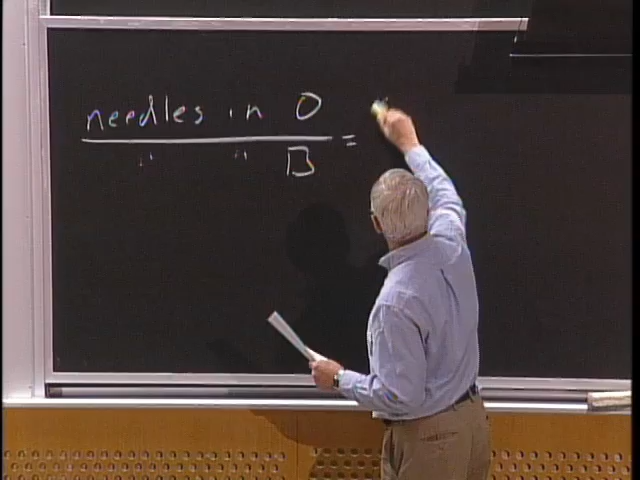 needles in O =
" " B